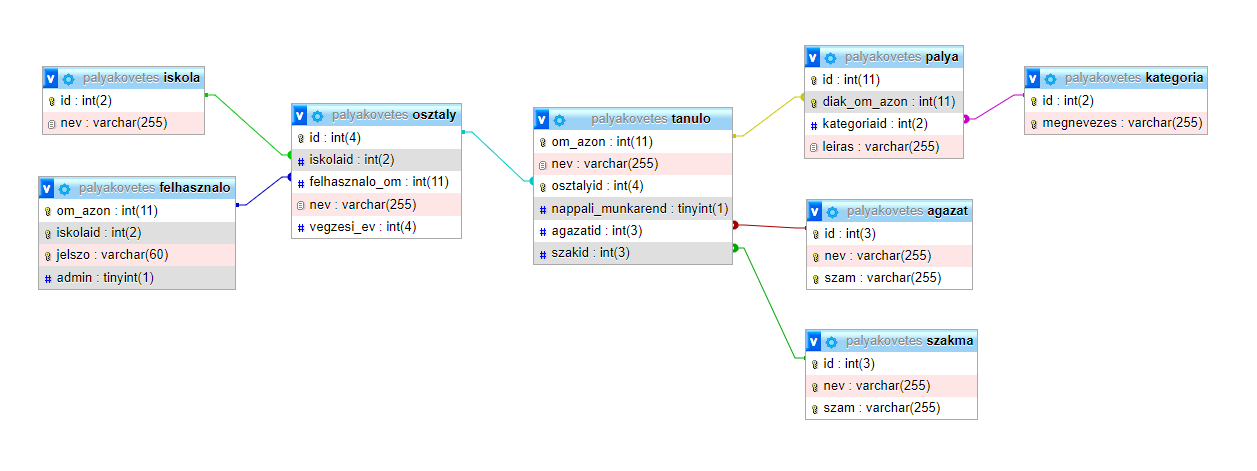 palyakovetes iskola
id : int(2)
nev : varchar(255)
palyakovetes felhasznalo
om_azon : int(11)
iskolaid : int(2)
jelszo : varchar(60)
admin : tinyint(1)
palyakovetes osztaly
id : int(4)
iskolaid : int(2)
felhasznalo_om : int(11)
nev : varchar(255)
vegzesi_ev : int(4)
palyakovetes tanulo
om_azon : int(11)
nev : varchar(255)
osztalyid : int(4)
nappali_munkarend : tinyint(1)
agazatid : int(3)
szakid : int(3)
palyakovetes palya
id : int(11)
diak_om_azon : int(11)
kategoriaid : int(2)
leiras : varchar(255)
palyakovetes kategoria
id : int(2)
megnevezes : varchar(255)
palyakovetes agazat
id : int(3)
nev : varchar(255)
szam : varchar(255)
palyakovetes szakma
id : int(3)
nev : varchar(255)
szam : varchar(255)